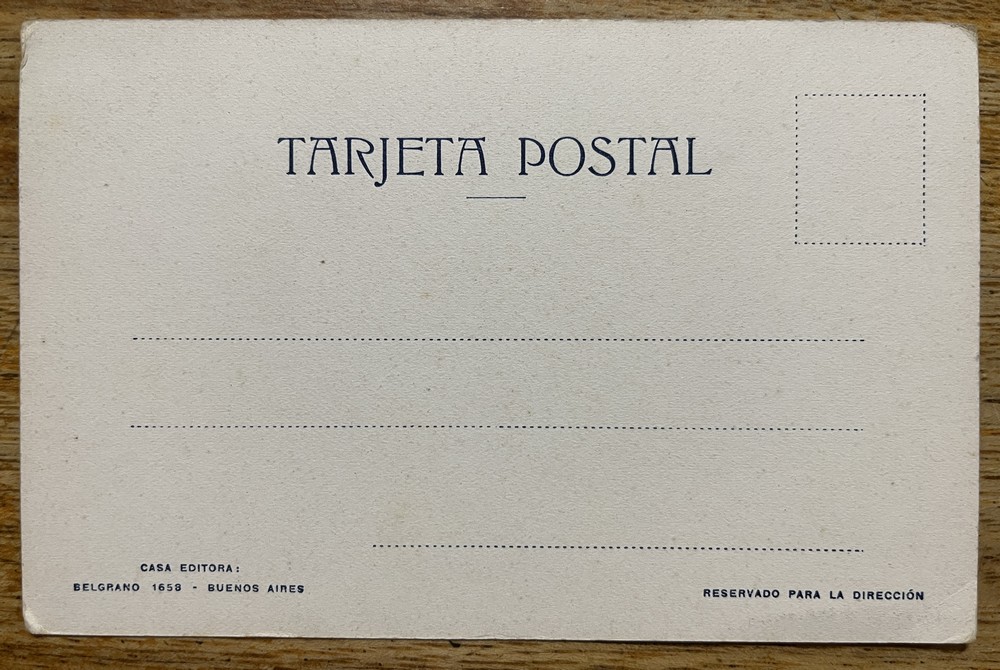 TARJETA POSTAL
CASA EDITORA:
BELGRANO 1658 - BUENOS AIRES
RESERVADO PARA LA DIRECCIÓN